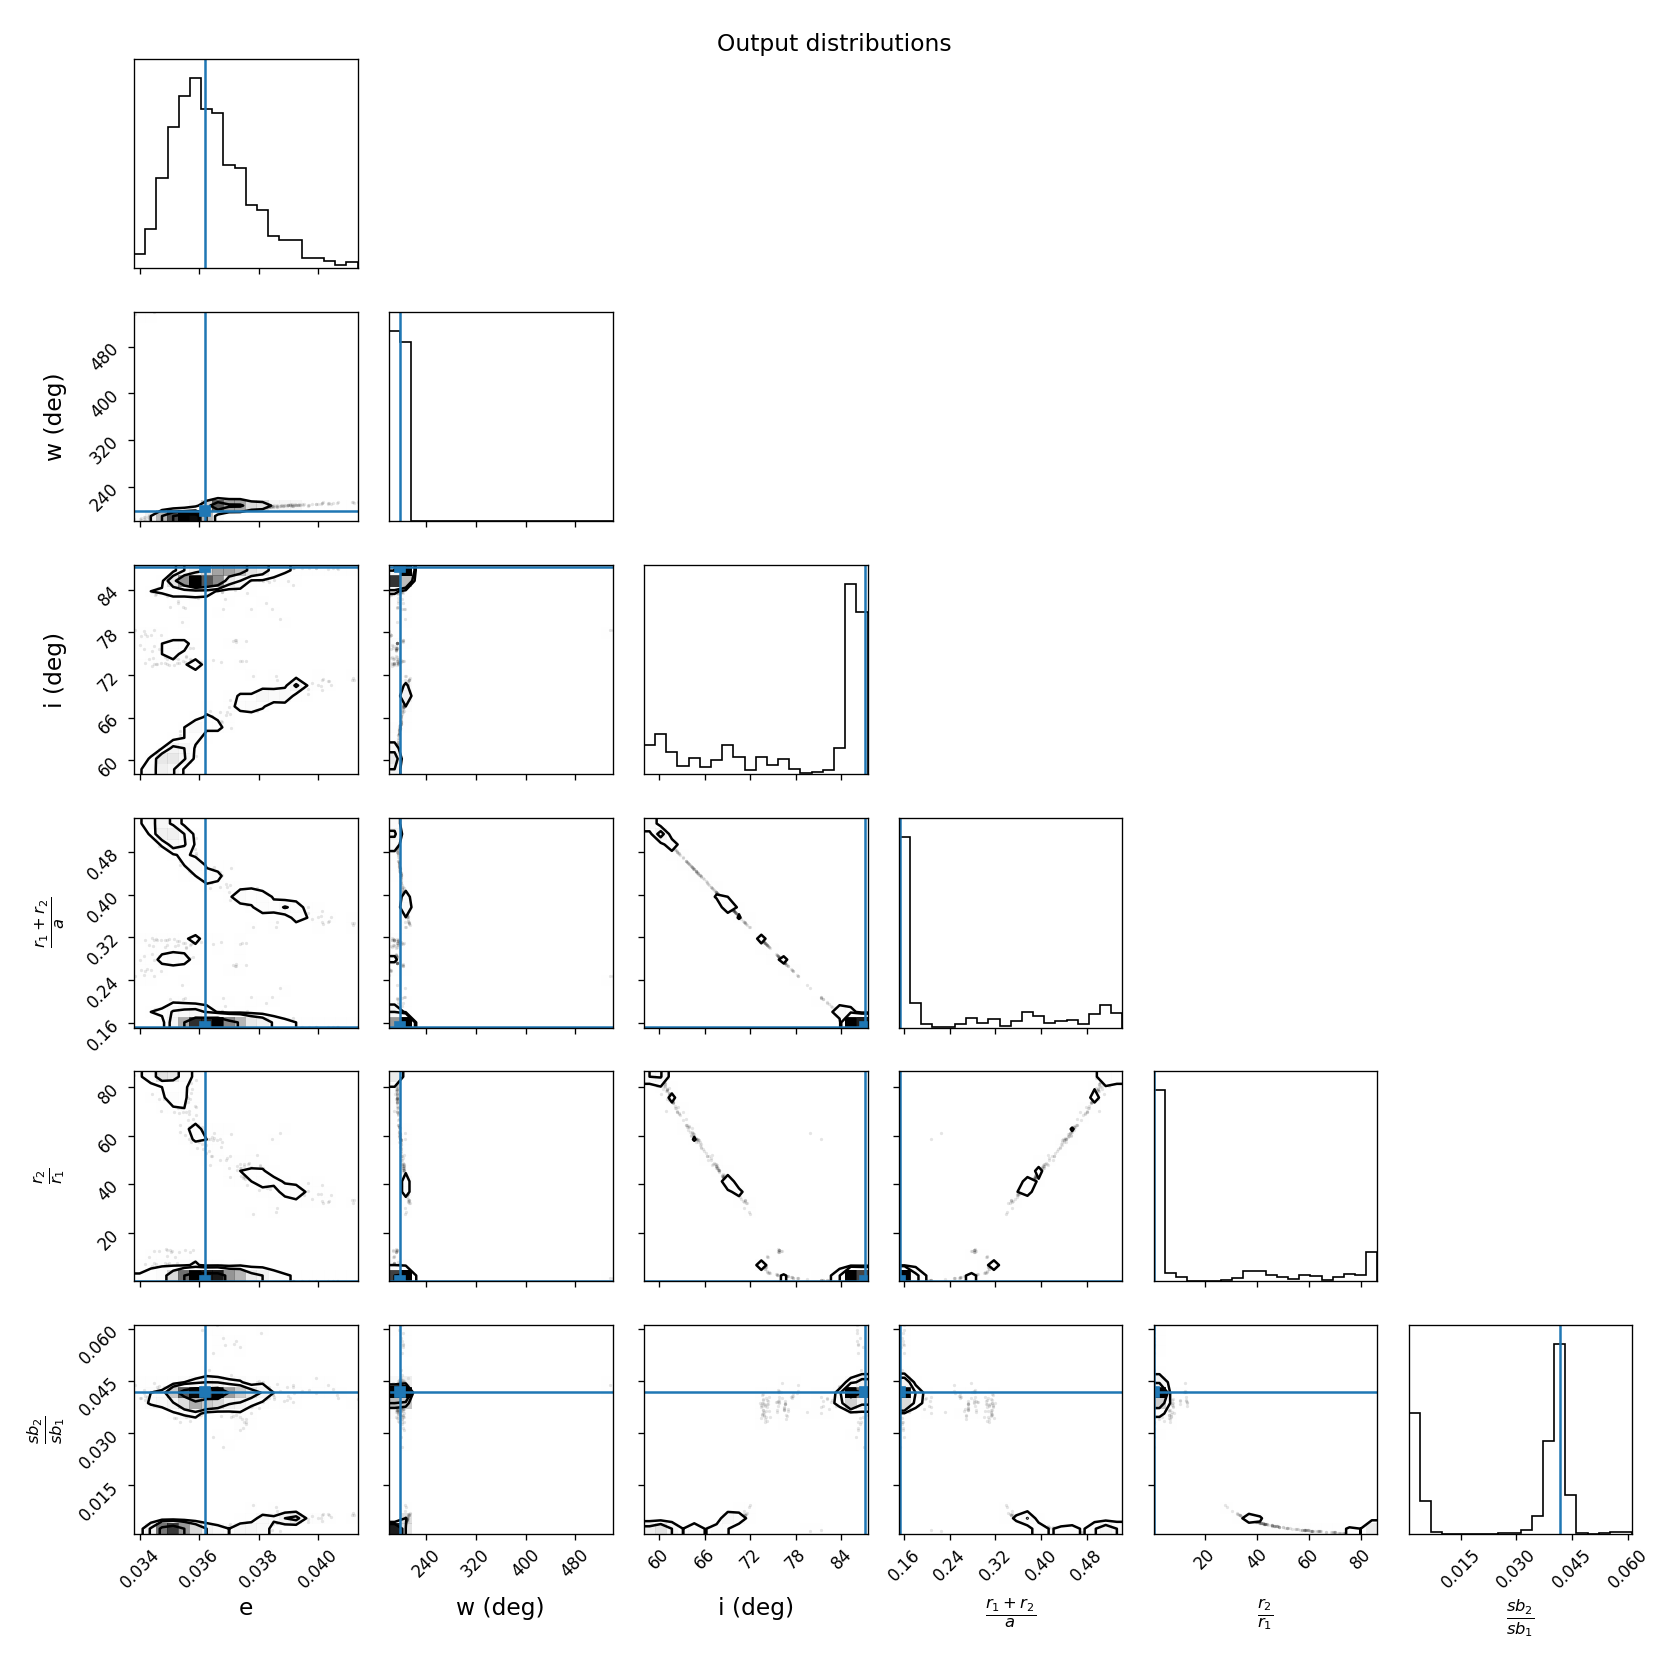 Output distributions
w (deg)
480
400
320
240
i (deg)
84
78
72
66
60
r₁ + r₂
a
0.48
0.40
0.32
0.24
0.16
r₂
r₁
80
60
40
20
sb₂
sb₁
0.060
0.045
0.030
0.015
0.034 0.036 0.038 0.040
240 320 400 480
60 66 72 78 84
0.16 0.24 0.32 0.40 0.48
20 40 60 80
0.015 0.030 0.045 0.060
e
w (deg)
i (deg)
r₁ + r₂
a
r₂
r₁
sb₂
sb₁